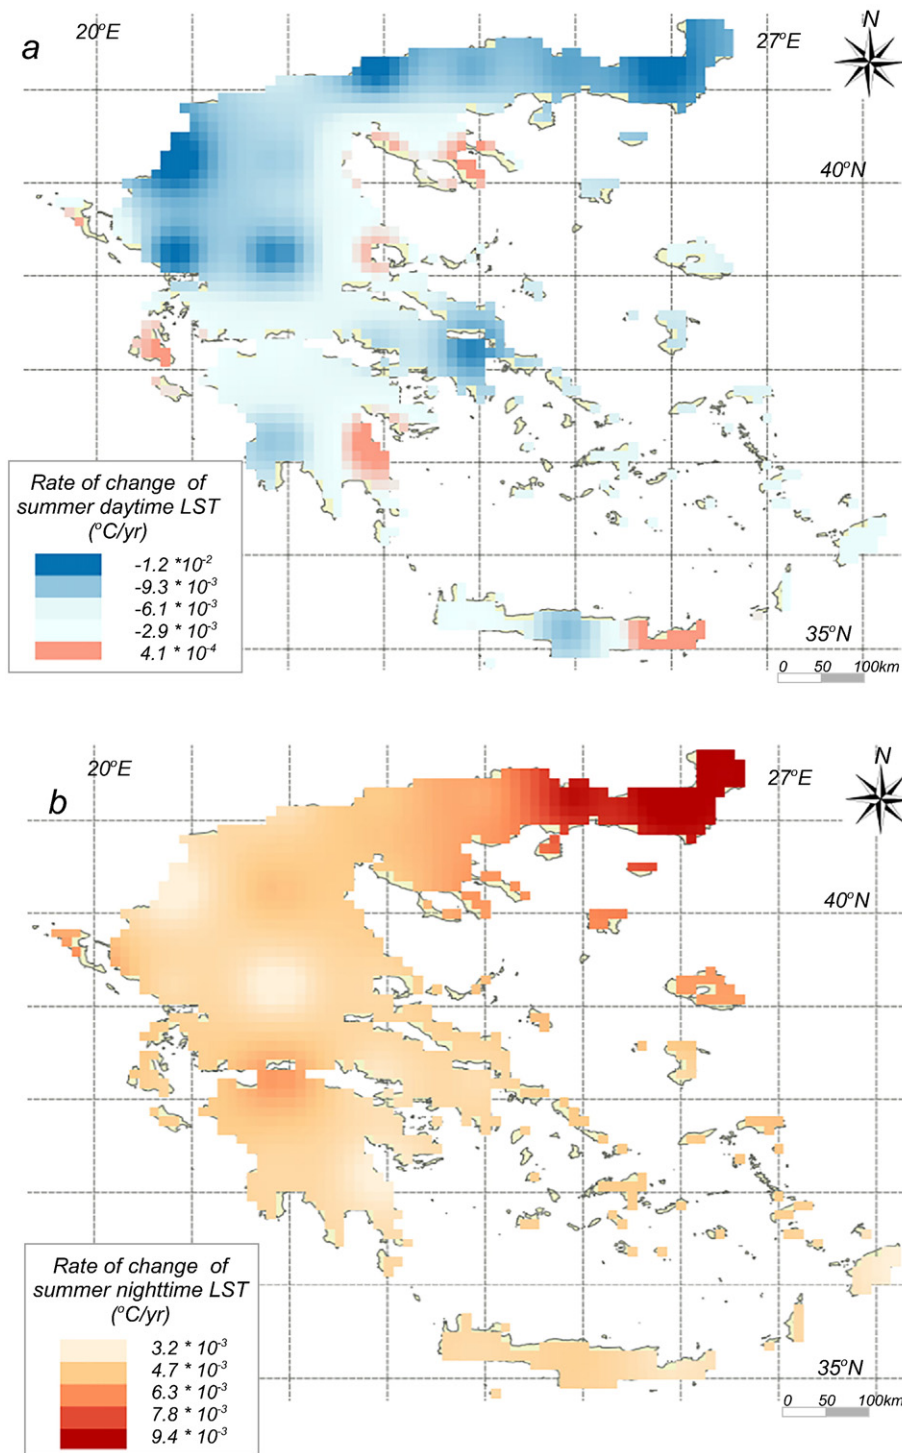 a
20°E
27°E
N
40°N
Rate of change of
summer daytime LST
(°C/yr)
-1.2 *10⁻²
-9.3 * 10⁻³
-6.1 * 10⁻³
-2.9 * 10⁻³
4.1 * 10⁻⁴
35°N
0 50 100km
b
20°E
27°E
N
40°N
Rate of change of
summer nighttime LST
(°C/yr)
3.2 * 10⁻³
4.7 * 10⁻³
6.3 * 10⁻³
7.8 * 10⁻³
9.4 * 10⁻³
35°N
0 50 100km